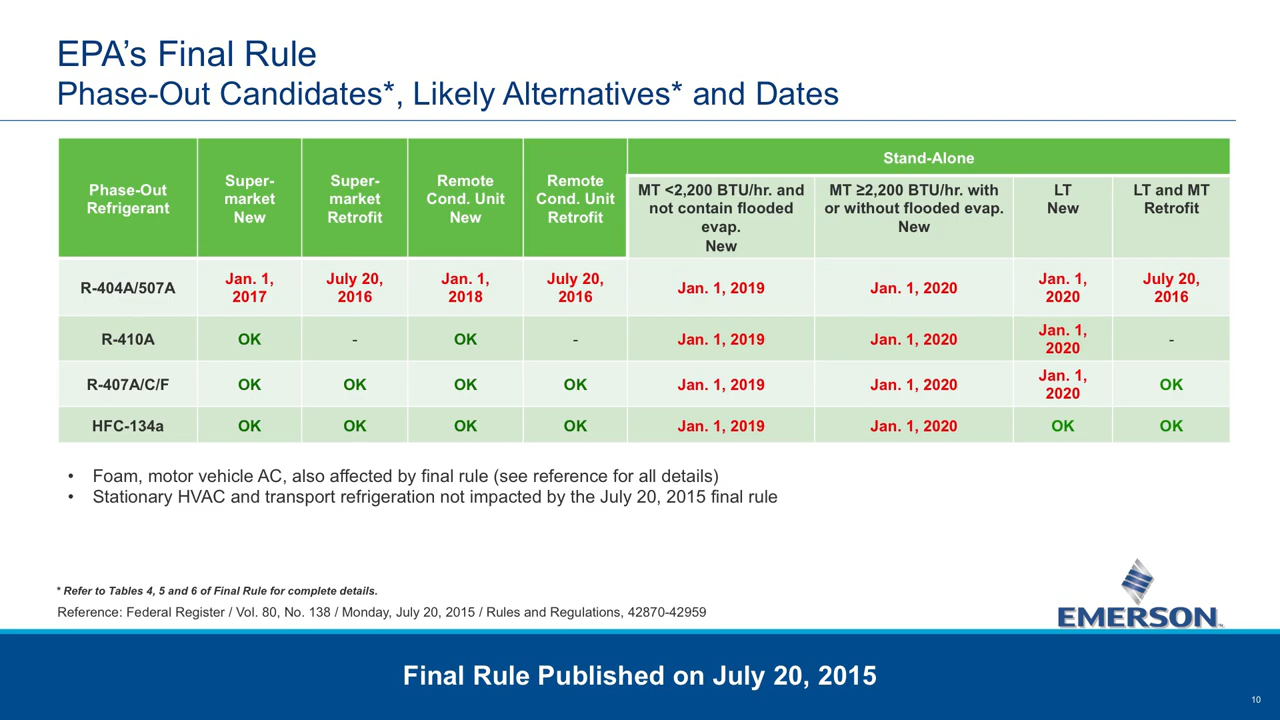 EPA’s Final Rule
Phase-Out Candidates*, Likely Alternatives* and Dates
Phase-Out
Refrigerant
Super-
market
New
Super-
market
Retrofit
Remote
Cond. Unit
New
Remote
Cond. Unit
Retrofit
Stand-Alone
MT <2,200 BTU/hr. and
not contain flooded
evap.
New
MT ≥2,200 BTU/hr. with
or without flooded evap.
New
LT
New
LT and MT
Retrofit
R-404A/507A
Jan. 1,
2017
July 20,
2016
Jan. 1,
2018
July 20,
2016
Jan. 1, 2019
Jan. 1, 2020
Jan. 1,
2020
July 20,
2016
R-410A
OK
-
OK
-
Jan. 1, 2019
Jan. 1, 2020
Jan. 1,
2020
-
R-407A/C/F
OK
OK
OK
OK
Jan. 1, 2019
Jan. 1, 2020
Jan. 1,
2020
OK
HFC-134a
OK
OK
OK
OK
Jan. 1, 2019
Jan. 1, 2020
OK
OK
• Foam, motor vehicle AC, also affected by final rule (see reference for all details)
• Stationary HVAC and transport refrigeration not impacted by the July 20, 2015 final rule
* Refer to Tables 4, 5 and 6 of Final Rule for complete details.
Reference: Federal Register / Vol. 80, No. 138 / Monday, July 20, 2015 / Rules and Regulations, 42870-42959
EMERSON
Final Rule Published on July 20, 2015
10